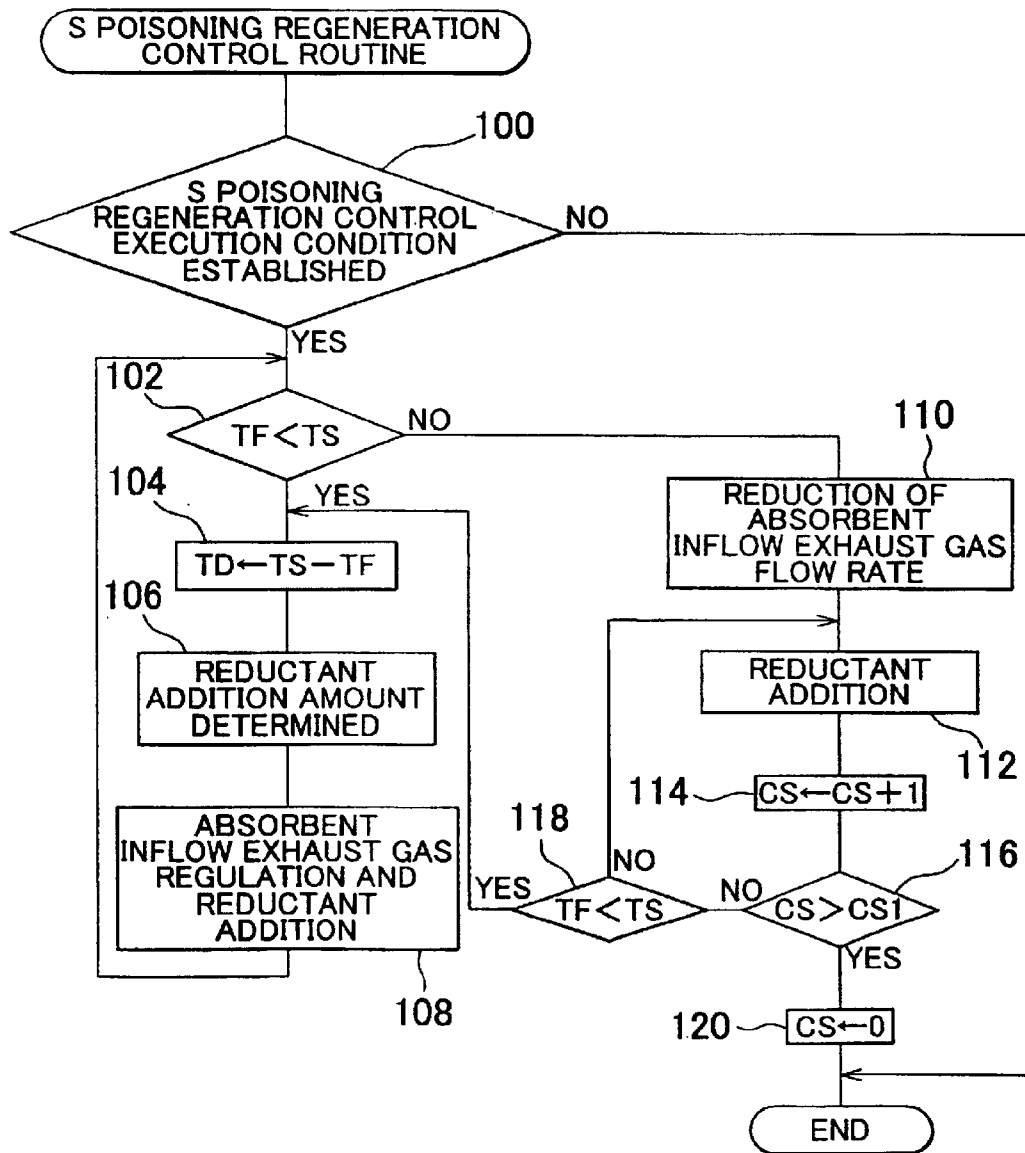 S POISONING REGENERATION
CONTROL ROUTINE
100
S POISONING
REGENERATION CONTROL
EXECUTION CONDITION
ESTABLISHED
NO
YES
102
TF<TS
NO
YES
104
TD←TS−TF
106
REDUCTANT
ADDITION AMOUNT
DETERMINED
ABSORBENT
INFLOW EXHAUST GAS
REGULATION AND
REDUCTANT
ADDITION
108
110
REDUCTION OF
ABSORBENT
INFLOW EXHAUST GAS
FLOW RATE
REDUCTANT
ADDITION
112
114
CS←CS+1
116
CS>CS1
NO
YES
118
TF<TS
NO
YES
120
CS←0
END